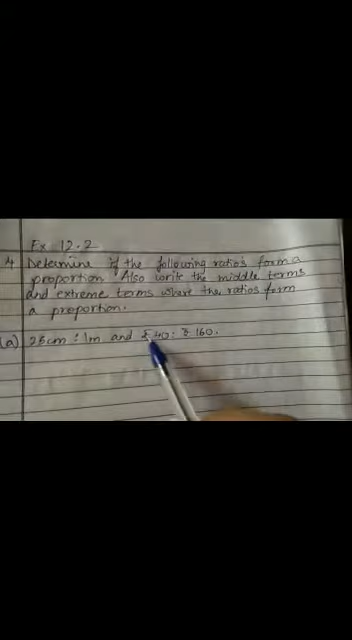 Ex 12.2
4 Determine if the following ratios form a
proportion. Also write the middle terms
and extreme terms where the ratios form
a proportion.
(a) 25cm : 1m and ₹ 40 : ₹ 160.